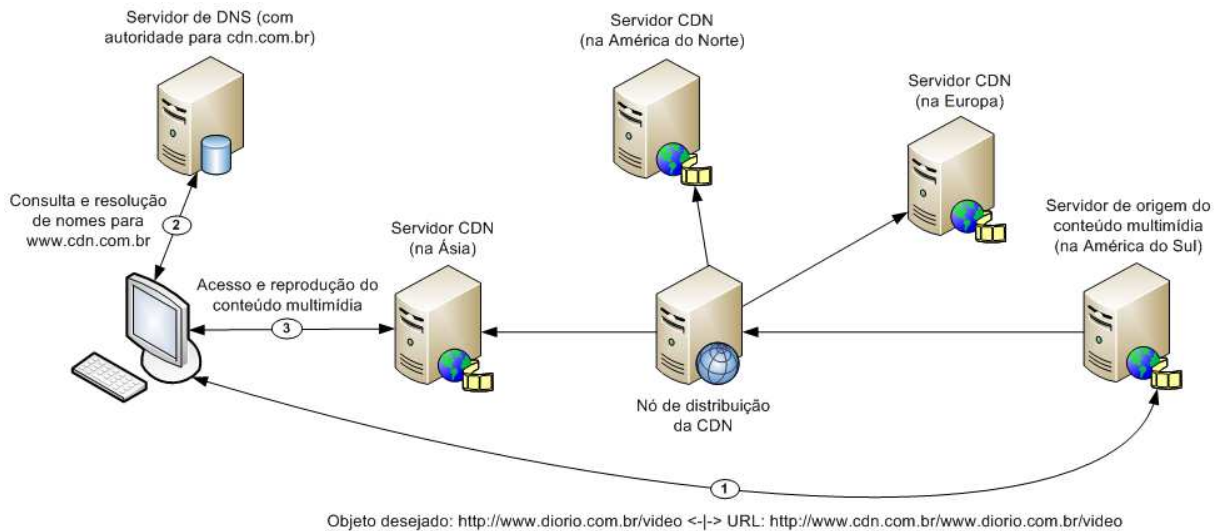 Servidor de DNS (com
autoridade para cdn.com.br)
Servidor CDN
(na América do Norte)
Servidor CDN
(na Europa)
Consulta e resolução
de nomes para
www.cdn.com.br
2
Servidor CDN
(na Ásia)
Servidor de origem do
conteúdo multimídia
(na América do Sul)
Acesso e reprodução do
conteúdo multimídia
3
Nó de distribuição
da CDN
1
Objeto desejado: http://www.diorio.com.br/video <-|-> URL: http://www.cdn.com.br/www.diorio.com.br/video